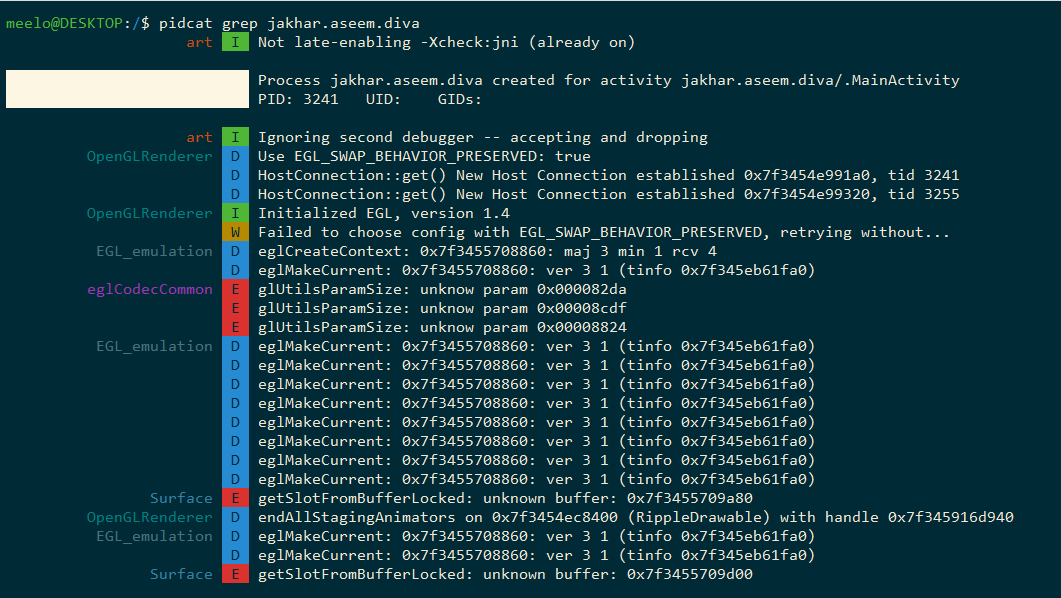 meelo@DESKTOP:/$ pidcat grep jakhar.aseem.diva
art I Not late-enabling -Xcheck:jni (already on)
Process jakhar.aseem.diva created for activity jakhar.aseem.diva/.MainActivity
PID: 3241 UID: GIDs:
art I Ignoring second debugger -- accepting and dropping
OpenGLRenderer D Use EGL_SWAP_BEHAVIOR_PRESERVED: true
D HostConnection::get() New Host Connection established 0x7f3454e991a0, tid 3241
D HostConnection::get() New Host Connection established 0x7f3454e99320, tid 3255
OpenGLRenderer I Initialized EGL, version 1.4
W Failed to choose config with EGL_SWAP_BEHAVIOR_PRESERVED, retrying without...
EGL_emulation D eglCreateContext: 0x7f3455708860: maj 3 min 1 rcv 4
D eglMakeCurrent: 0x7f3455708860: ver 3 1 (tinfo 0x7f345eb61fa0)
eglCodecCommon E glUtilsParamSize: unknow param 0x000082da
E glUtilsParamSize: unknow param 0x00008cdf
E glUtilsParamSize: unknow param 0x00008824
EGL_emulation D eglMakeCurrent: 0x7f3455708860: ver 3 1 (tinfo 0x7f345eb61fa0)
D eglMakeCurrent: 0x7f3455708860: ver 3 1 (tinfo 0x7f345eb61fa0)
D eglMakeCurrent: 0x7f3455708860: ver 3 1 (tinfo 0x7f345eb61fa0)
D eglMakeCurrent: 0x7f3455708860: ver 3 1 (tinfo 0x7f345eb61fa0)
D eglMakeCurrent: 0x7f3455708860: ver 3 1 (tinfo 0x7f345eb61fa0)
D eglMakeCurrent: 0x7f3455708860: ver 3 1 (tinfo 0x7f345eb61fa0)
D eglMakeCurrent: 0x7f3455708860: ver 3 1 (tinfo 0x7f345eb61fa0)
D eglMakeCurrent: 0x7f3455708860: ver 3 1 (tinfo 0x7f345eb61fa0)
Surface E getSlotFromBufferLocked: unknown buffer: 0x7f3455709a80
OpenGLRenderer D endAllStagingAnimators on 0x7f3454ec8400 (RippleDrawable) with handle 0x7f345916d940
EGL_emulation D eglMakeCurrent: 0x7f3455708860: ver 3 1 (tinfo 0x7f345eb61fa0)
D eglMakeCurrent: 0x7f3455708860: ver 3 1 (tinfo 0x7f345eb61fa0)
Surface E getSlotFromBufferLocked: unknown buffer: 0x7f3455709d00